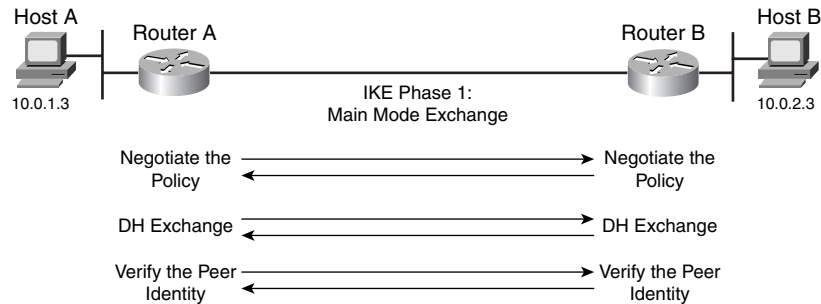 Host A
Host B
Router A
Router B
10.0.1.3
10.0.2.3
IKE Phase 1:
Main Mode Exchange
Negotiate the
Policy
Negotiate the
Policy
DH Exchange
DH Exchange
Verify the Peer
Identity
Verify the Peer
Identity